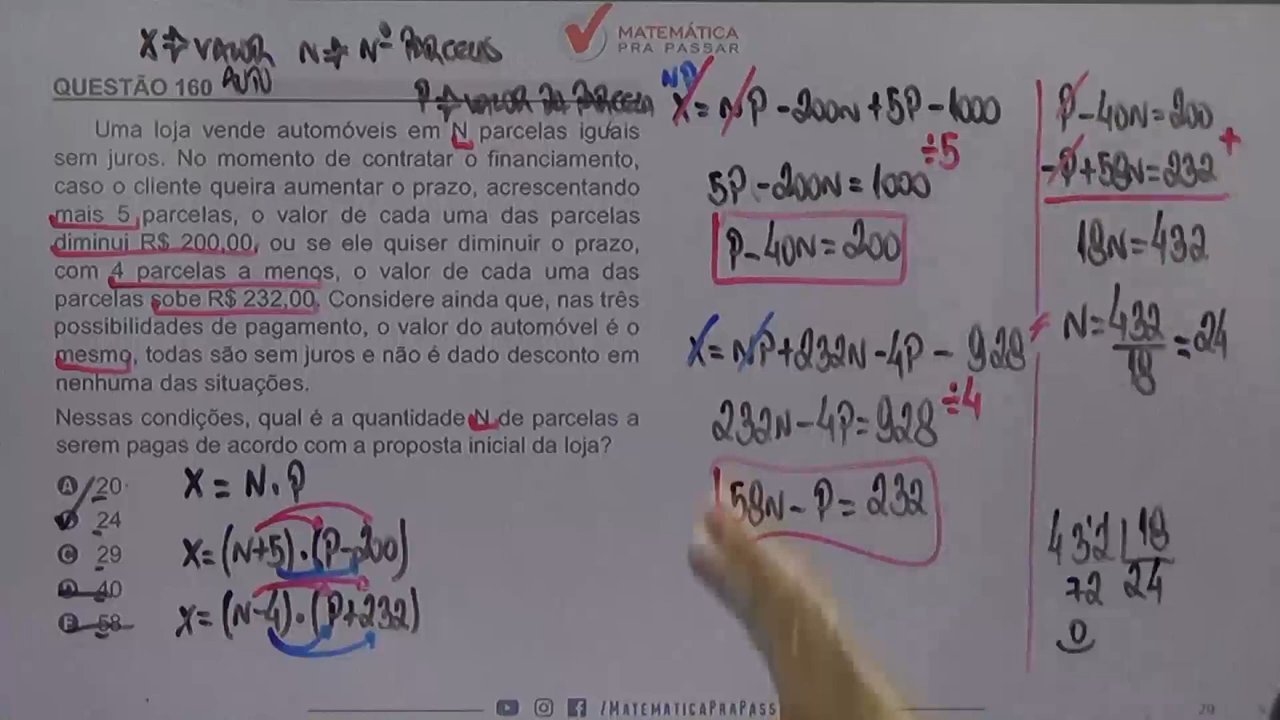 MATEMÁTICA
PRA PASSAR
X → VALOR AUTO
N → Nº PARCELAS
P → VALOR DA PARCELA
QUESTÃO 160
Uma loja vende automóveis em N parcelas iguais
sem juros. No momento de contratar o financiamento,
caso o cliente queira aumentar o prazo, acrescentando
mais 5 parcelas, o valor de cada uma das parcelas
diminui R$ 200,00, ou se ele quiser diminuir o prazo,
com 4 parcelas a menos, o valor de cada uma das
parcelas sobe R$ 232,00. Considere ainda que, nas três
possibilidades de pagamento, o valor do automóvel é o
mesmo, todas são sem juros e não é dado desconto em
nenhuma das situações.
Nessas condições, qual é a quantidade N de parcelas a
serem pagas de acordo com a proposta inicial da loja?
A 20
B 24
C 29
D 40
E 58
X = N.P
X = (N+5).(P-200)
X = (N-4).(P+232)
NP
X = NP - 200N + 5P - 1000
5P - 200N = 1000 ÷5
P - 40N = 200
X = NP + 232N - 4P - 928
232N - 4P = 928 ÷4
58N - P = 232
P - 40N = 200
-P + 58N = 232 +
18N = 432
N = 432/18 = 24
432 | 18
72 24
0
/MATEMATICAPRAPASS
29